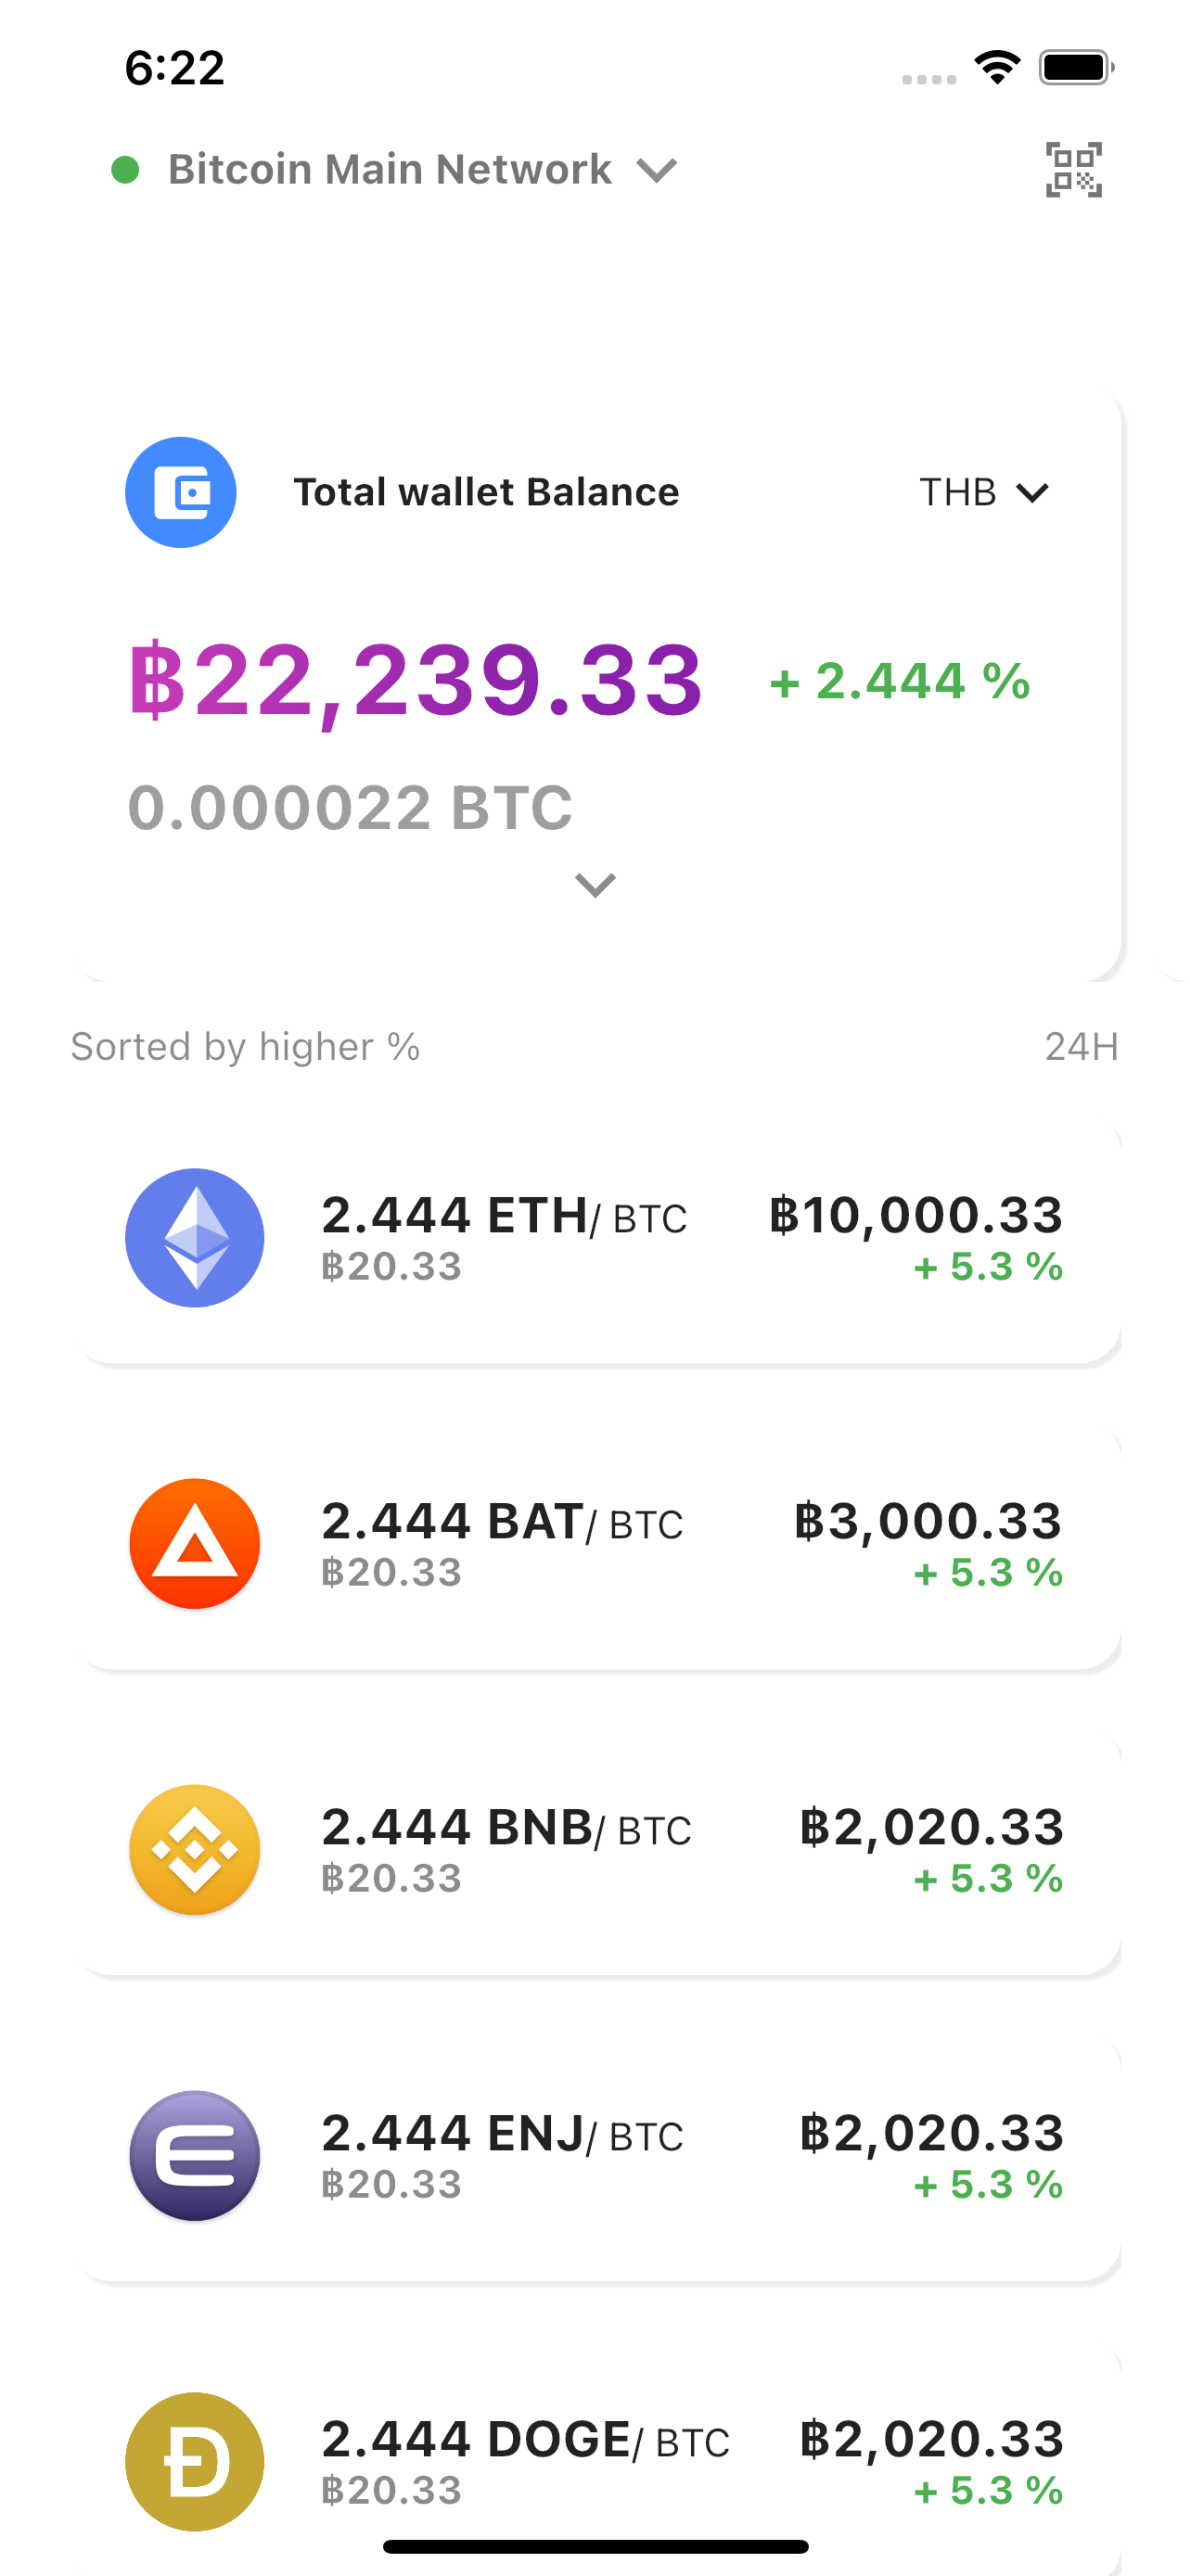 6:22
Bitcoin Main Network
Total wallet Balance
THB
฿22,239.33
+ 2.444 %
0.000022 BTC
Sorted by higher %
24H
2.444 ETH/ BTC
฿10,000.33
฿20.33
+ 5.3 %
2.444 BAT/ BTC
฿3,000.33
฿20.33
+ 5.3 %
2.444 BNB/ BTC
฿2,020.33
฿20.33
+ 5.3 %
2.444 ENJ/ BTC
฿2,020.33
฿20.33
+ 5.3 %
2.444 DOGE/ BTC
฿2,020.33
฿20.33
+ 5.3 %